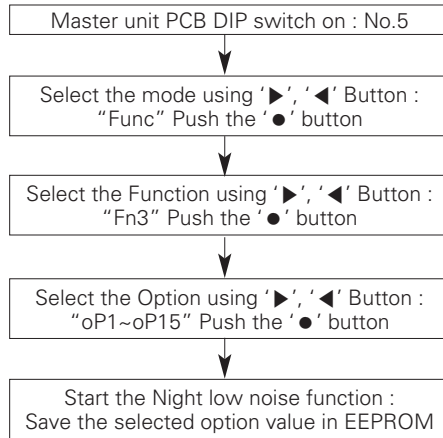 Master unit PCB DIP switch on : No.5
Select the mode using ‘▶’, ‘◀’ Button :
“Func” Push the ‘●’ button
Select the Function using ‘▶’, ‘◀’ Button :
“Fn3” Push the ‘●’ button
Select the Option using ‘▶’, ‘◀’ Button :
“oP1~oP15” Push the ‘●’ button
Start the Night low noise function :
Save the selected option value in EEPROM